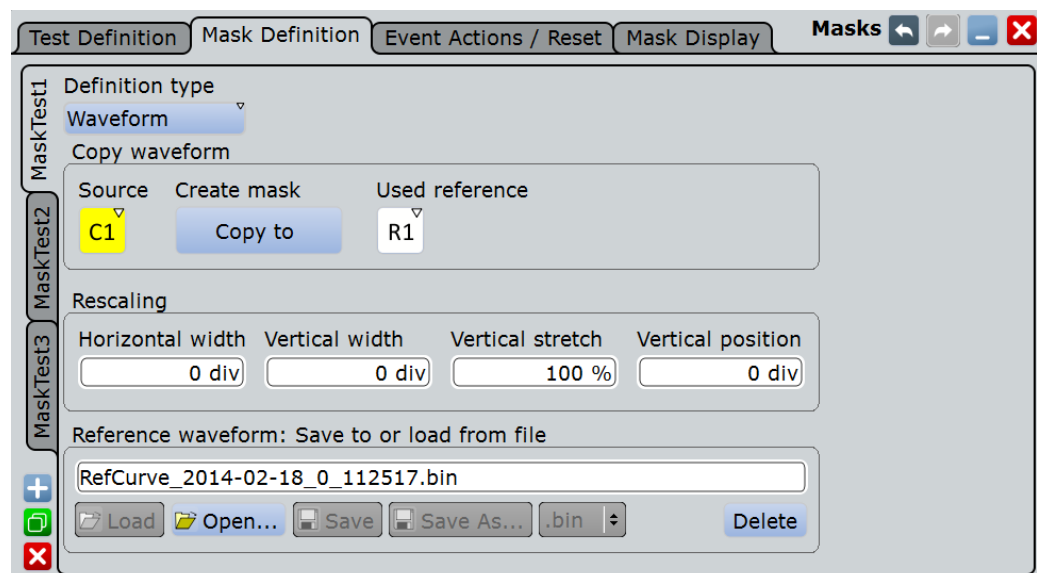 Test Definition Mask Definition Event Actions / Reset Mask Display Masks
MaskTest1
MaskTest2
MaskTest3
Definition type
Waveform
Copy waveform
Source Create mask Used reference
C1 Copy to R1
Rescaling
Horizontal width Vertical width Vertical stretch Vertical position
0 div 0 div 100 % 0 div
Reference waveform: Save to or load from file
RefCurve_2014-02-18_0_112517.bin
Load Open... Save Save As... .bin Delete